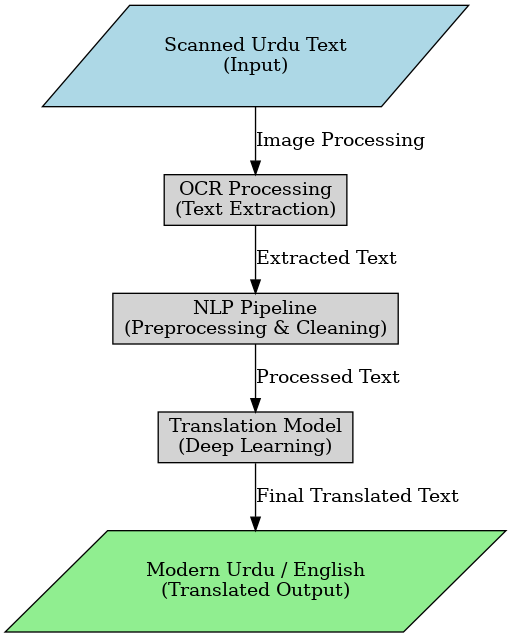 Scanned Urdu Text
(Input)
Image Processing
OCR Processing
(Text Extraction)
Extracted Text
NLP Pipeline
(Preprocessing & Cleaning)
Processed Text
Translation Model
(Deep Learning)
Final Translated Text
Modern Urdu / English
(Translated Output)